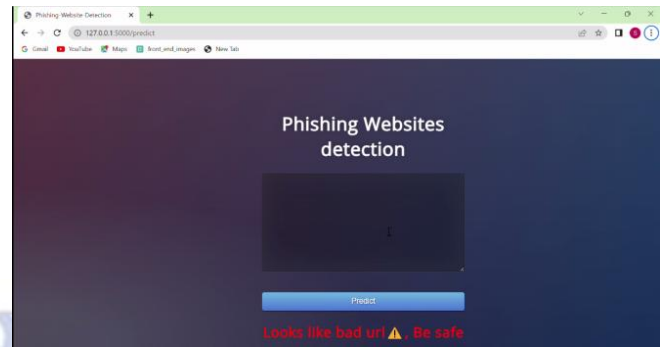 Phishing-Website-Detection
127.0.0.1:5000/predict
Gmail YouTube Maps front_end_images New Tab
Phishing Websites
detection
Predict
Looks like bad url⚠, Be safe